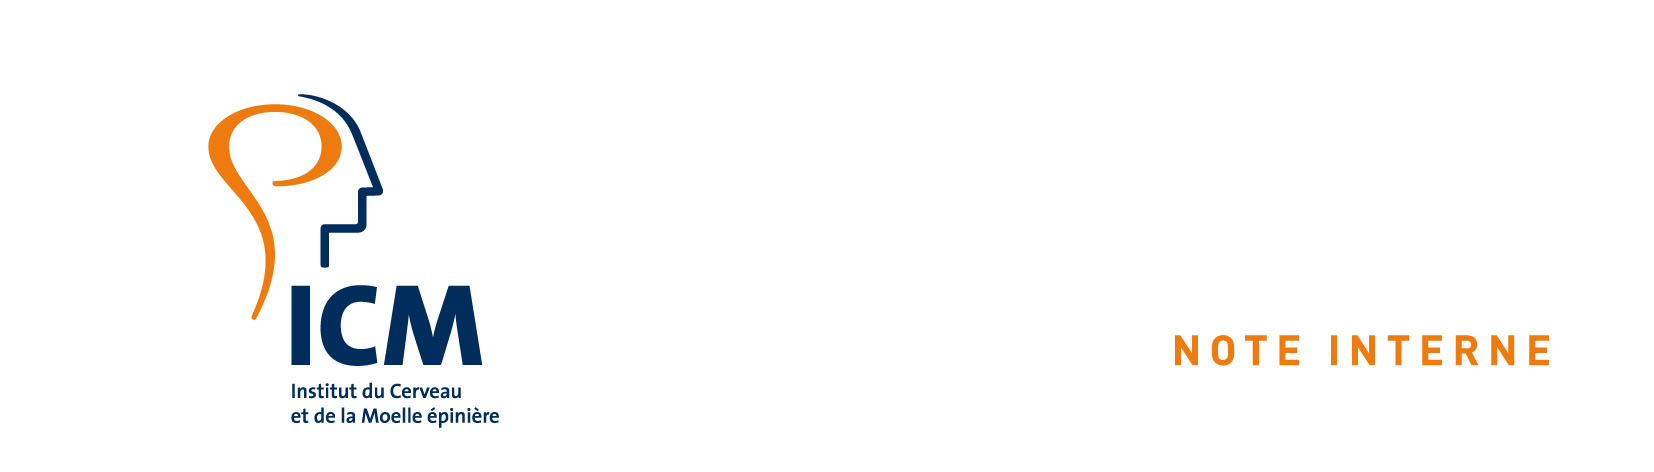 ICM
Institut du Cerveau
et de la Moelle épinière
NOTE INTERNE